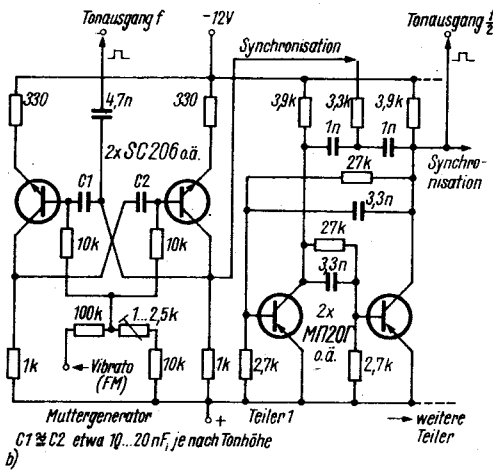 Tonausgang f
-12V
Tonausgang f/2
Synchronisation
330
4,7n
330
3,9k
3,3k
3,9k
1n
1n
2x SC 206 o.ä.
Synchro-
nisation
27k
C1
C2
3,3n
10k
10k
27k
3,3n
100k
1...2,5k
2x
МП20Г
o.ä.
1k
Vibrato
(FM)
10k
1k
2,7k
2,7k
+
Muttergenerator
Teiler 1
weitere
Teiler
C1 ≅ C2 etwa 10...20 nF, je nach Tonhöhe
b)